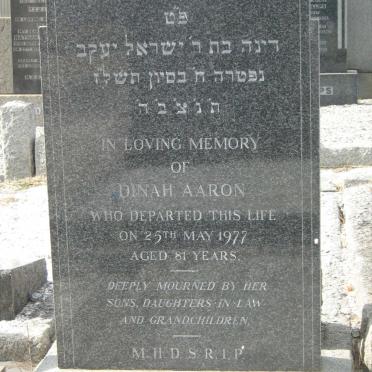 פ״ט
דינה בת ר׳ ישראל יעקב
נפטרה ח׳ בסיון תשל״ז
ת נ צ ב ה
IN LOVING MEMORY
OF
DINAH AARON
WHO DEPARTED THIS LIFE
ON 25TH MAY 1977
AGED 81 YEARS.
DEEPLY MOURNED BY HER
SONS, DAUGHTERS-IN-LAW
AND GRANDCHILDREN.
M.H.D.S.R.I.P.